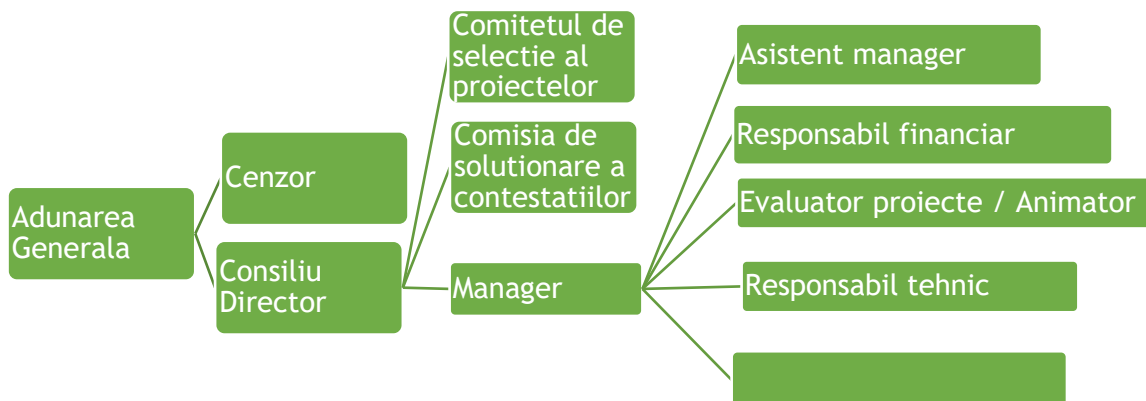 Adunarea
Generala
Cenzor
Consiliu
Director
Comitetul de
selectie al
proiectelor
Comisia de
solutionare a
contestatiilor
Manager
Asistent manager
Responsabil financiar
Evaluator proiecte / Animator
Responsabil tehnic